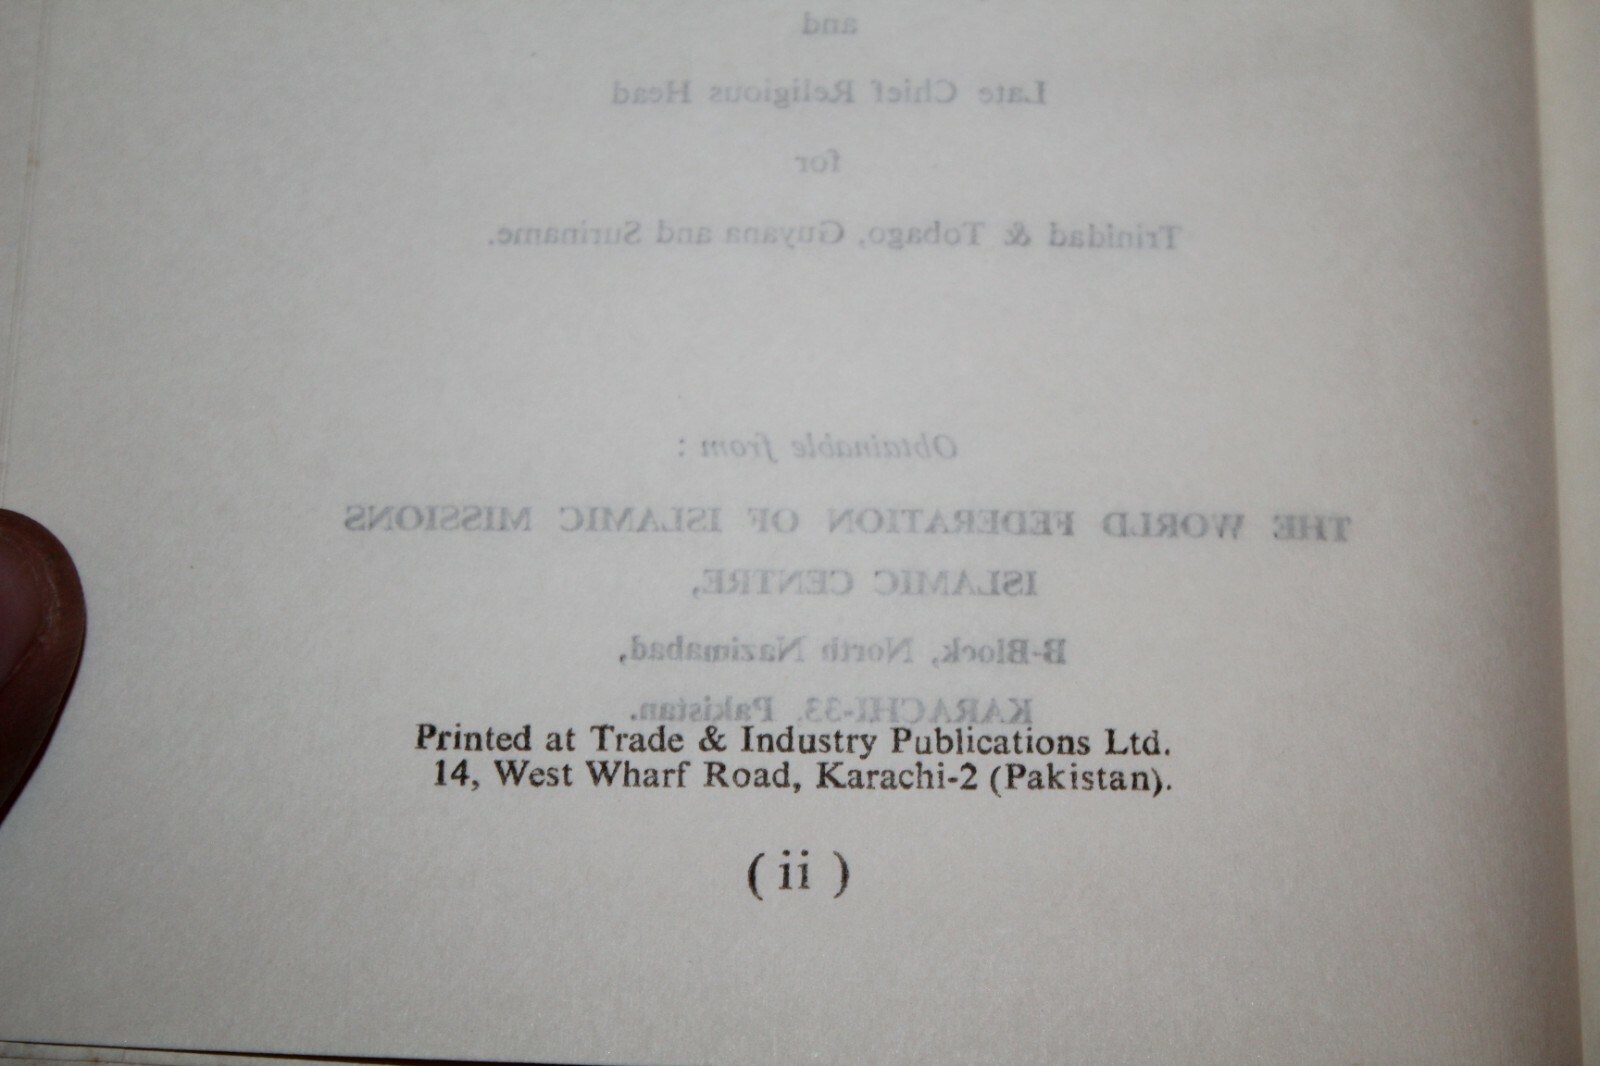 and
Late Chief Religious Head
for
Trinidad & Tobago, Guyana and Suriname.
Obtainable from :
THE WORLD FEDERATION OF ISLAMIC MISSIONS
ISLAMIC CENTRE,
B-Block, North Nazimabad,
KARACHI-33, Pakistan.
Printed at Trade & Industry Publications Ltd.
14, West Wharf Road, Karachi-2 (Pakistan).
( ii )